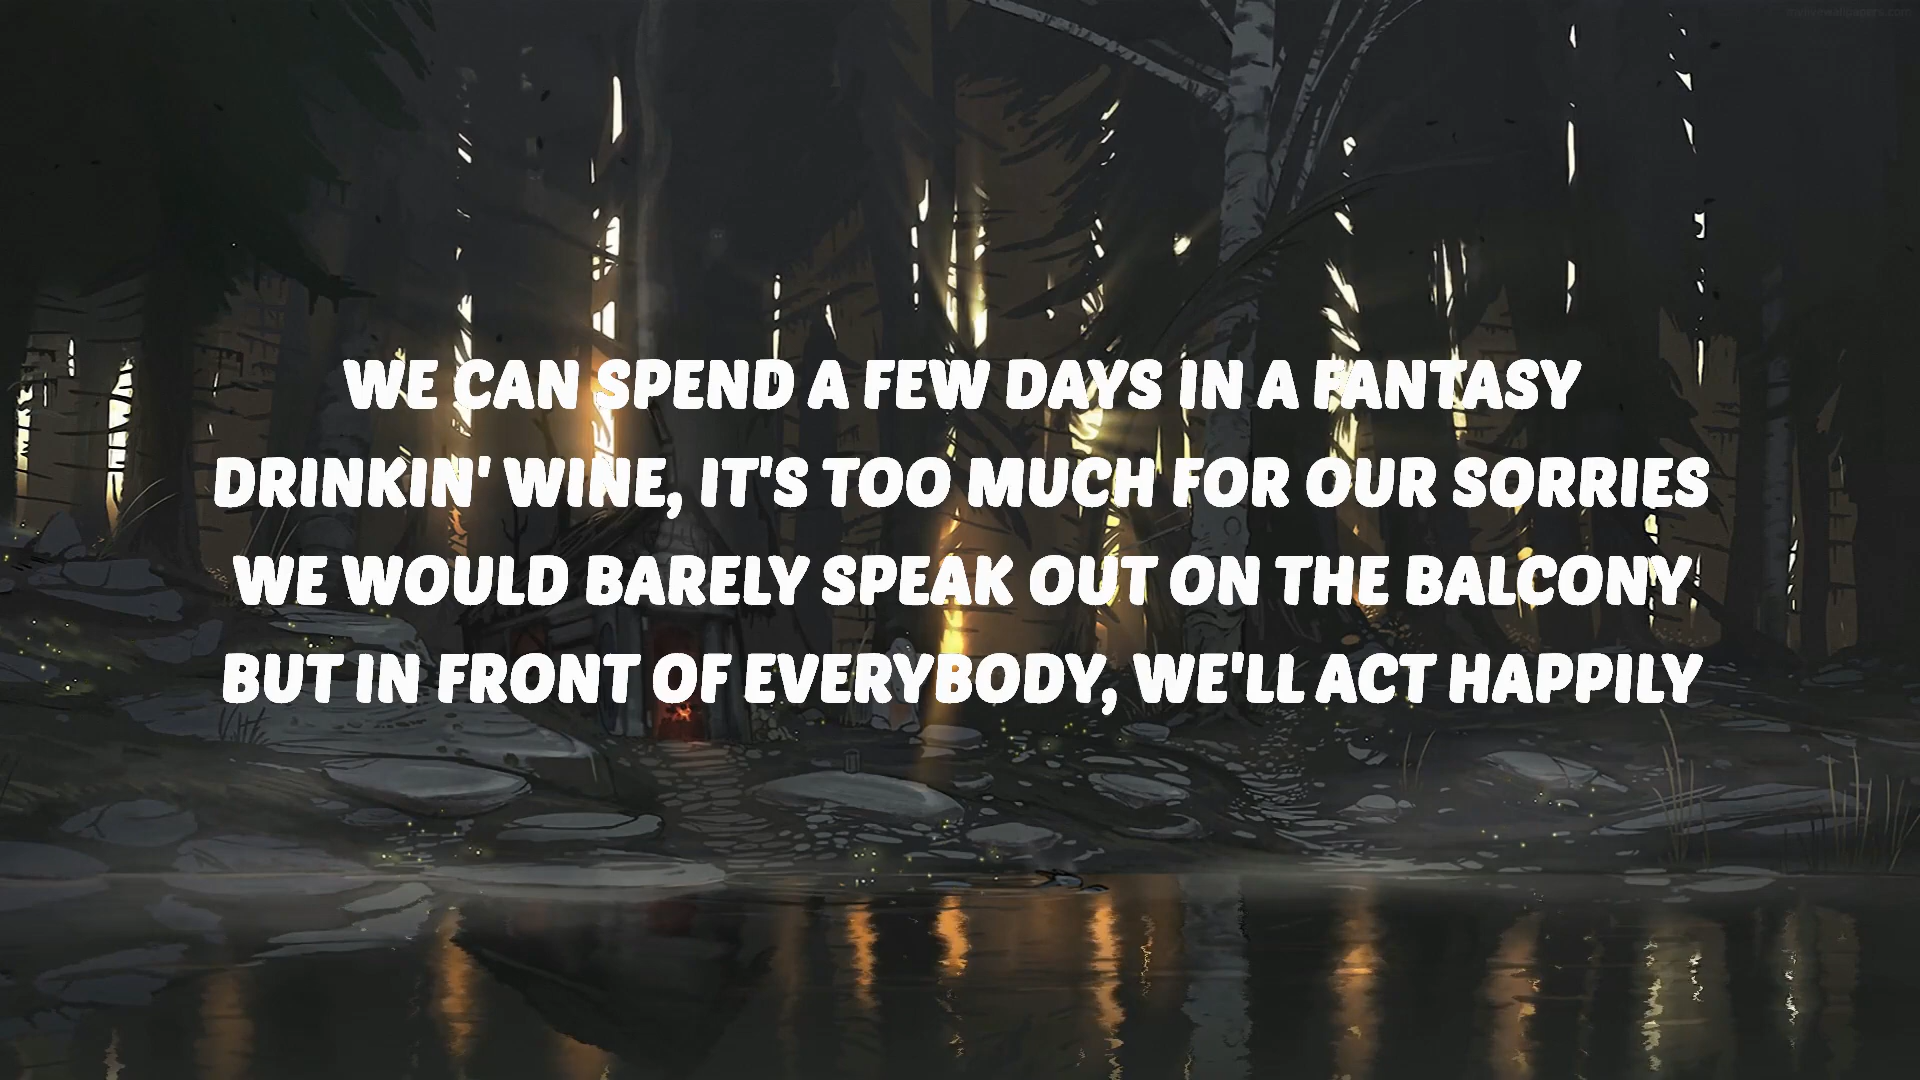 WE CAN SPEND A FEW DAYS IN A FANTASY
DRINKIN' WINE, IT'S TOO MUCH FOR OUR SORRIES
WE WOULD BARELY SPEAK OUT ON THE BALCONY
BUT IN FRONT OF EVERYBODY, WE'LL ACT HAPPILY